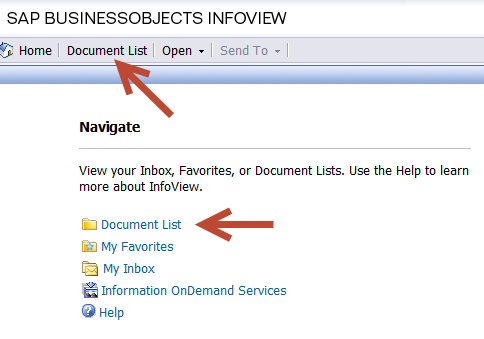 SAP BUSINESSOBJECTS INFOVIEW
Home Document List Open Send To
Navigate
View your Inbox, Favorites, or Document Lists. Use the Help to learn
more about InfoView.
Document List
My Favorites
My Inbox
Information OnDemand Services
Help